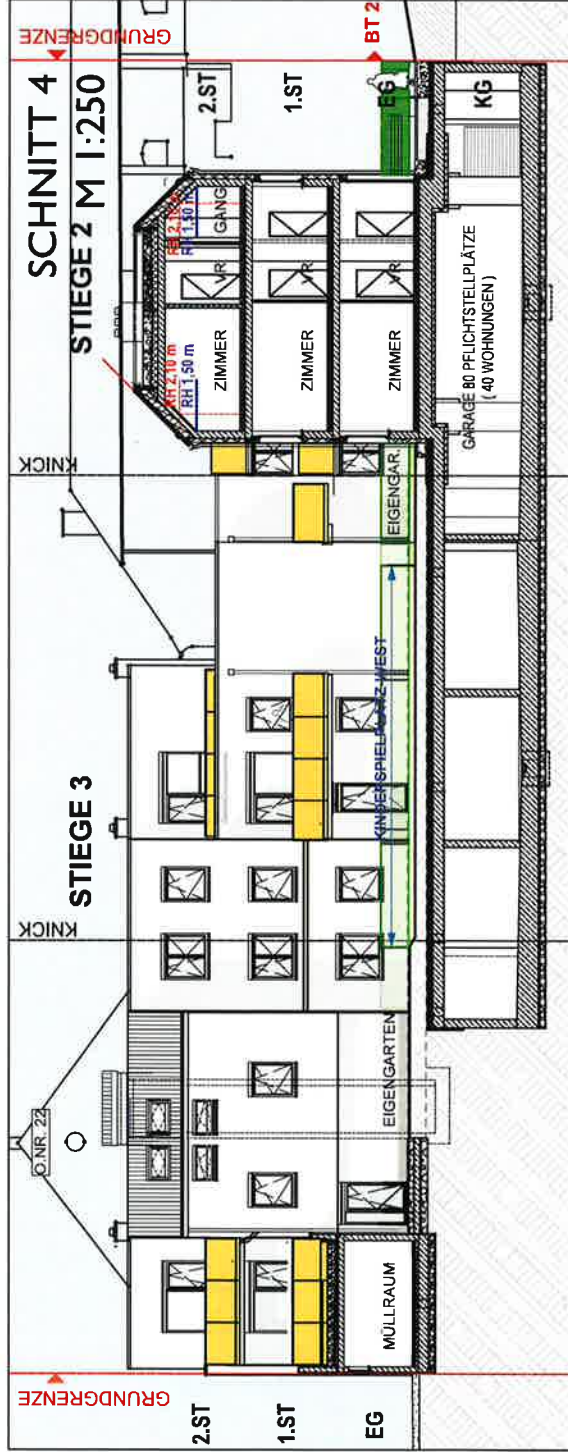 GRUNDGRENZE
SCHNITT 4
M 1:250
STIEGE 2
KNICK
STIEGE 3
KNICK
O.NR. 22
GRUNDGRENZE
2.ST
1.ST
EG
BT 2
KG
RH 2,10 m
RH 1,50 m
RH 2,10 m
RH 1,50 m
ZIMMER
VR
GANG
ZIMMER
VR
ZIMMER
VR
EIGENGAR.
GARAGE 80 PFLICHTSTELLPLÄTZE
( 40 WOHNUNGEN )
KINDERSPIELPLATZ-WEST
EIGENGARTEN
MÜLLRAUM
2.ST
1.ST
EG